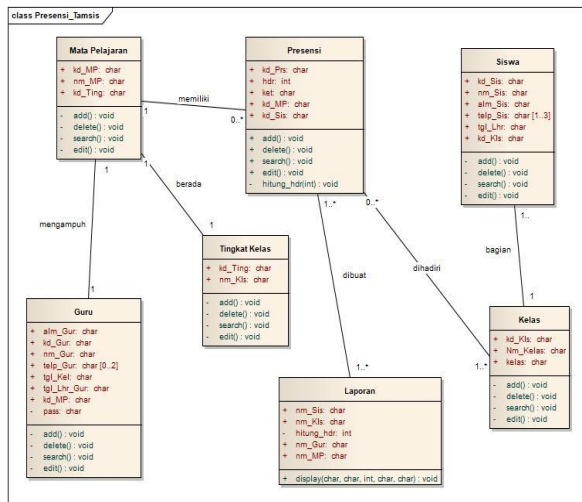 class Presensi_Tamsis
Mata Pelajaran
+ kd_MP: char
+ nm_MP: char
+ kd_Ting: char
- add() : void
- delete() : void
- search() : void
- edit() : void
Presensi
+ kd_Prs: char
+ hdr: int
+ ket: char
+ kd_MP: char
+ kd_Sis: char
+ add() : void
+ delete() : void
+ search() : void
+ edit() : void
- hitung_hdr(int) : void
Siswa
+ kd_Sis: char
+ nm_Sis: char
+ alm_Sis: char
+ telp_Sis: char [1..3]
+ tgl_Lhr: char
+ kd_Kls: char
- add() : void
- delete() : void
- search() : void
- edit() : void
memiliki
1
0..*
1
1
berada
1
mengampuh
1
1..*
0..*
dibuat
dihadiri
1..
bagian
1
Tingkat Kelas
+ kd_Ting: char
+ nm_Kls: char
- add() : void
- delete() : void
- search() : void
- edit() : void
Guru
+ alm_Gur: char
+ kd_Gur: char
+ nm_Gur: char
+ telp_Gur: char [0..2]
+ tgl_Kel: char
+ tgl_Lhr_Gur: char
+ kd_MP: char
- pass: char
- add() : void
- delete() : void
- search() : void
- edit() : void
1..*
1..*
Kelas
+ kd_Kls: char
+ Nm_Kelas: char
+ kelas: char
- add() : void
- delete() : void
- search() : void
- edit() : void
Laporan
+ nm_Sis: char
+ nm_Kls: char
- hitung_hdr: int
+ nm_Gur: char
+ nm_MP: char
+ display(char, char, int, char, char) : void